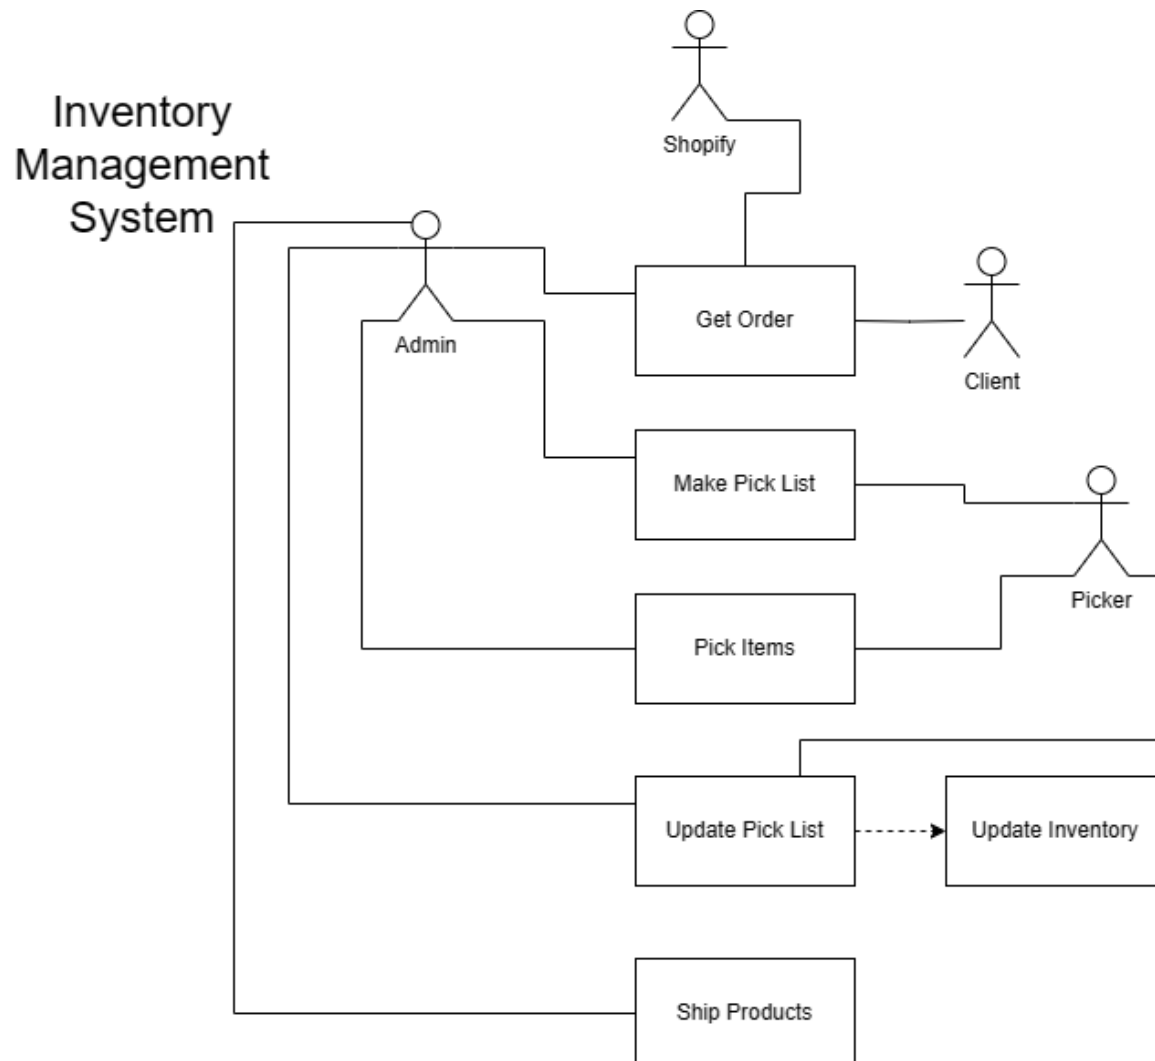 Shopify
Inventory
Management
System
Admin
Get Order
Client
Make Pick List
Picker
Pick Items
Update Pick List
Update Inventory
Ship Products